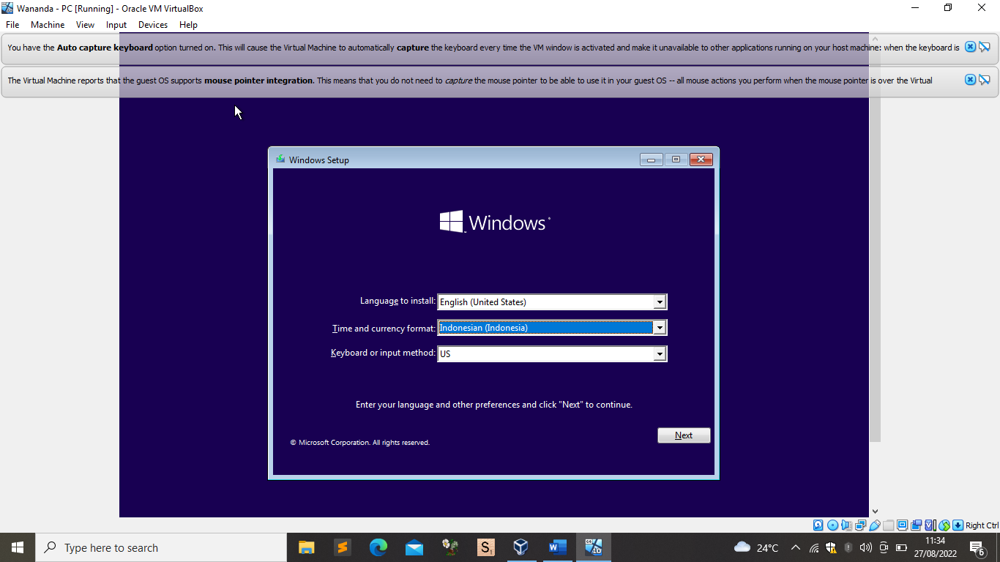 Wananda - PC [Running] - Oracle VM VirtualBox
File Machine View Input Devices Help
You have the Auto capture keyboard option turned on. This will cause the Virtual Machine to automatically capture the keyboard every time the VM window is activated and make it unavailable to other applications running on your host machine: when the keyboard is
The Virtual Machine reports that the guest OS supports mouse pointer integration. This means that you do not need to capture the mouse pointer to be able to use it in your guest OS -- all mouse actions you perform when the mouse pointer is over the Virtual
Windows Setup
Windows
Language to install: English (United States)
Time and currency format: Indonesian (Indonesia)
Keyboard or input method: US
Enter your language and other preferences and click "Next" to continue.
Next
© Microsoft Corporation. All rights reserved.
Right Ctrl
Type here to search
24°C
11:34
27/08/2022
6